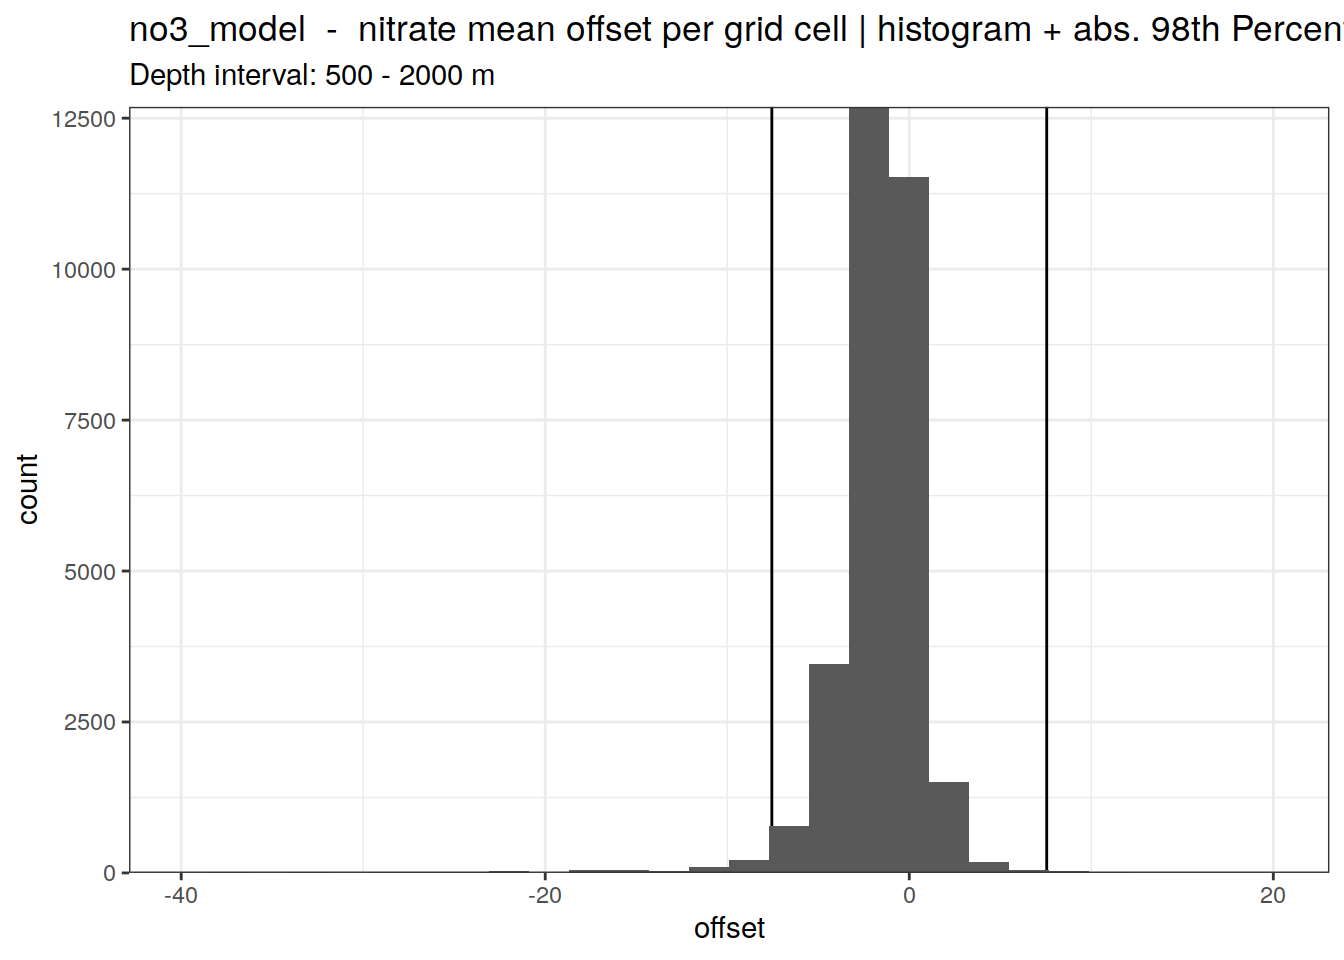 no3_model  -  nitrate mean offset per grid cell | histogram + abs. 98th Percen
Depth interval: 500 - 2000 m
12500
10000
7500
5000
2500
0
count
-40 -20 0 20
offset